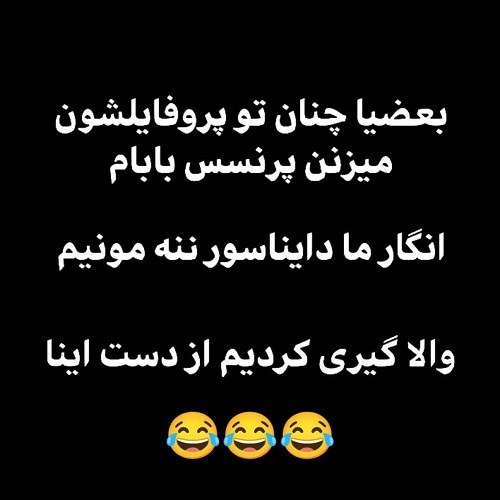 بعضیا چنان تو پروفایلشون
میزنن پرنسس بابام
انگار ما دایناسور ننه مونیم
والا گیری کردیم از دست اینا
😂😂😂